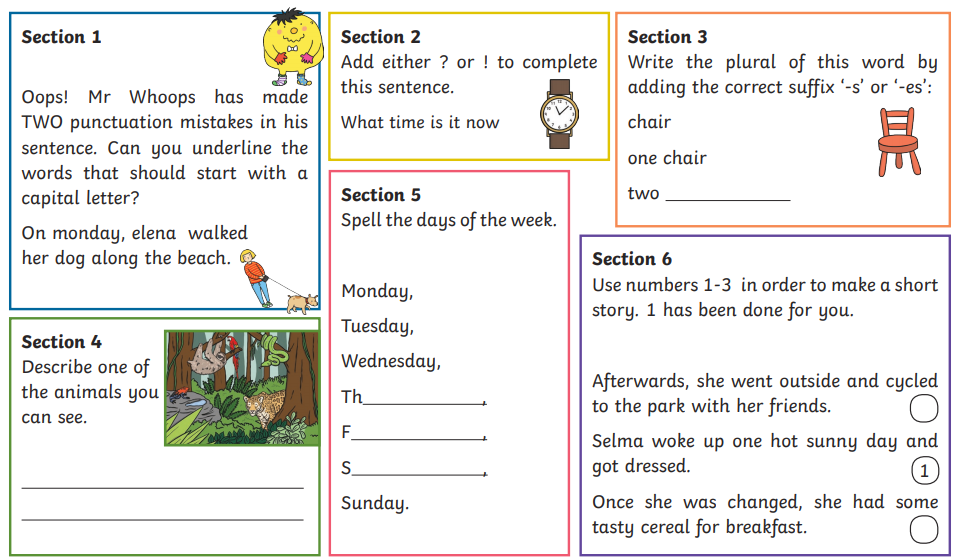 Section 1
Oops! Mr Whoops has made
TWO punctuation mistakes in his
sentence. Can you underline the
words that should start with a
capital letter?
On monday, elena walked
her dog along the beach.
Section 2
Add either ? or ! to complete
this sentence.
What time is it now
Section 3
Write the plural of this word by
adding the correct suffix ‘-s’ or ‘-es’:
chair
one chair
two ____________
Section 4
Describe one of
the animals you
can see.
Section 5
Spell the days of the week.
Monday,
Tuesday,
Wednesday,
Th____________,
F_____________,
S_____________,
Sunday.
Section 6
Use numbers 1-3 in order to make a short
story. 1 has been done for you.
Afterwards, she went outside and cycled
to the park with her friends.
Selma woke up one hot sunny day and
got dressed. 1
Once she was changed, she had some
tasty cereal for breakfast.